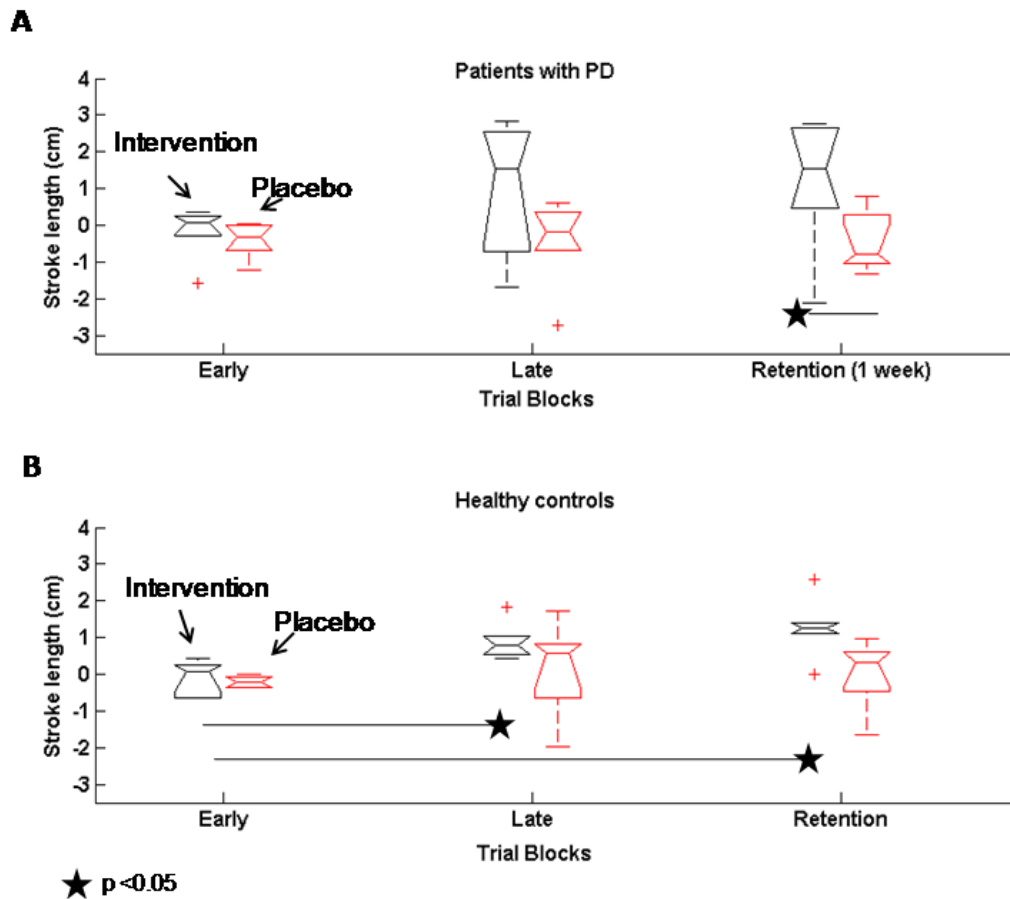 A
Patients with PD
4
3
2
1
0
-1
-2
-3
Stroke length (cm)
Intervention
Placebo
Early
Late
Retention (1 week)
Trial Blocks
B
Healthy controls
4
3
2
1
0
-1
-2
-3
Stroke length (cm)
Intervention
Placebo
Early
Late
Retention
Trial Blocks
★ p<0.05